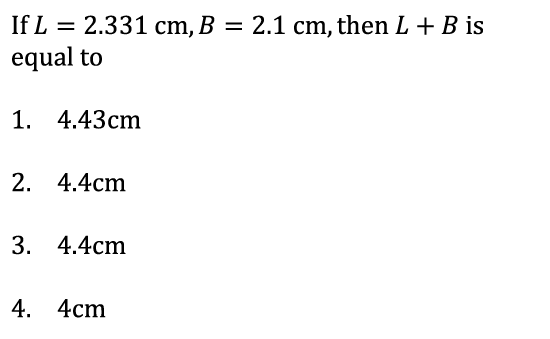 If L = 2.331 cm, B = 2.1 cm, then L + B is
equal to
1. 4.43cm
2. 4.4cm
3. 4.4cm
4. 4cm